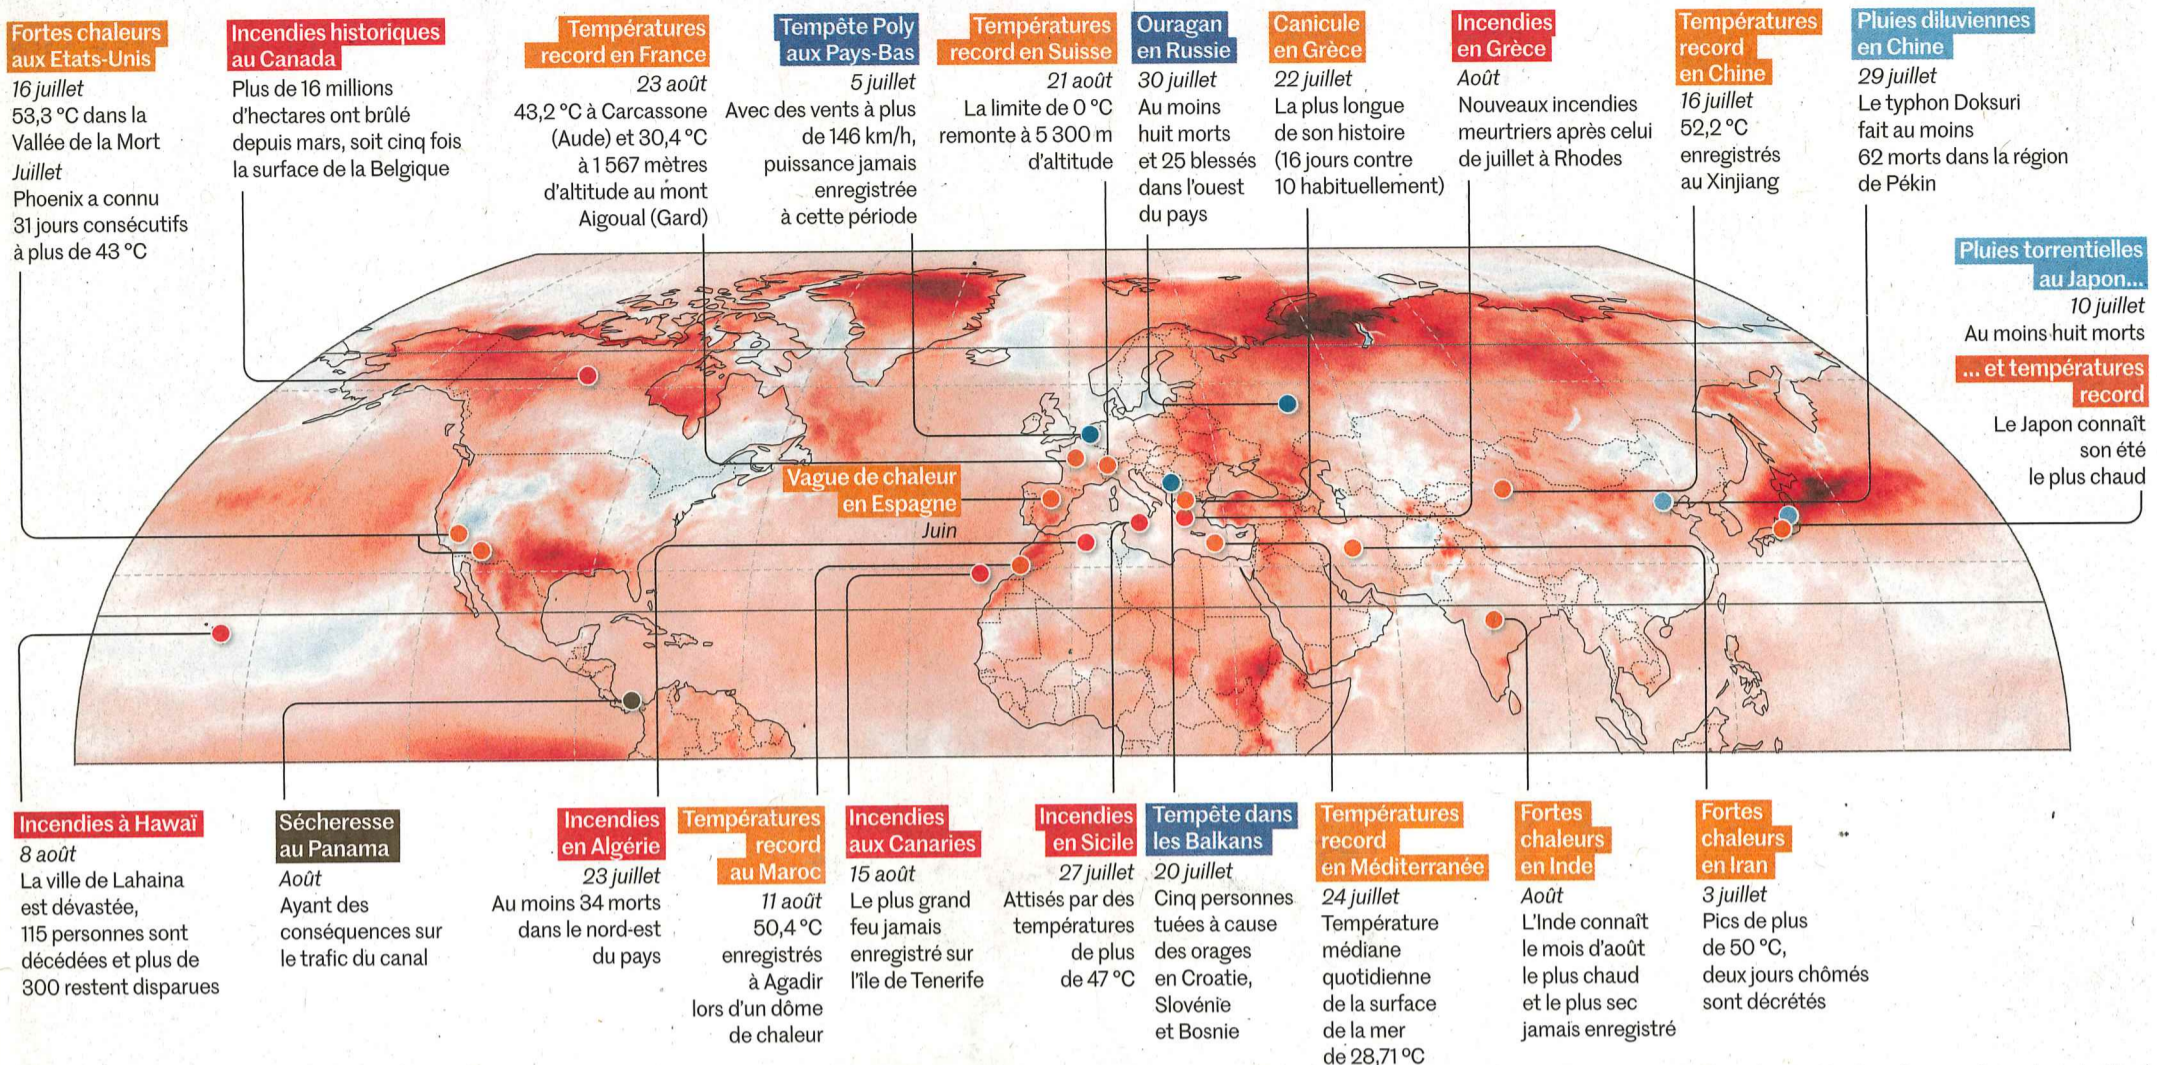 Fortes chaleurs
aux Etats-Unis
16 juillet
53,3 °C dans la
Vallée de la Mort
Juillet
Phoenix a connu
31 jours consécutifs
à plus de 43 °C
Incendies historiques
au Canada
Plus de 16 millions
d'hectares ont brûlé
depuis mars, soit cinq fois
la surface de la Belgique
Températures
record en France
23 août
43,2 °C à Carcassone
(Aude) et 30,4 °C
à 1 567 mètres
d'altitude au mont
Aigoual (Gard)
Tempête Poly
aux Pays-Bas
5 juillet
Avec des vents à plus
de 146 km/h,
puissance jamais
enregistrée
à cette période
Températures
record en Suisse
21 août
La limite de 0 °C
remonte à 5 300 m
d'altitude
Ouragan
en Russie
30 juillet
Au moins
huit morts
et 25 blessés
dans l'ouest
du pays
Canicule
en Grèce
22 juillet
La plus longue
de son histoire
(16 jours contre
10 habituellement)
Incendies
en Grèce
Août
Nouveaux incendies
meurtriers après celui
de juillet à Rhodes
Températures
record
en Chine
16 juillet
52,2 °C
enregistrés
au Xinjiang
Pluies diluviennes
en Chine
29 juillet
Le typhon Doksuri
fait au moins
62 morts dans la région
de Pékin
Pluies torrentielles
au Japon...
10 juillet
Au moins huit morts
... et températures
record
Le Japon connaît
son été
le plus chaud
Vague de chaleur
en Espagne
Juin
Incendies à Hawaï
8 août
La ville de Lahaina
est dévastée,
115 personnes sont
décédées et plus de
300 restent disparues
Sécheresse
au Panama
Août
Ayant des
conséquences sur
le trafic du canal
Incendies
en Algérie
23 juillet
Au moins 34 morts
dans le nord-est
du pays
Températures
record
au Maroc
11 août
50,4 °C
enregistrés
à Agadir
lors d'un dôme
de chaleur
Incendies
aux Canaries
15 août
Le plus grand
feu jamais
enregistré sur
l'île de Tenerife
Incendies
en Sicile
27 juillet
Attisés par des
températures
de plus
de 47 °C
Tempête dans
les Balkans
20 juillet
Cinq personnes
tuées à cause
des orages
en Croatie,
Slovénie
et Bosnie
Températures
record
en Méditerranée
24 juillet
Température
médiane
quotidienne
de la surface
de la mer
de 28,71 °C
Fortes
chaleurs
en Inde
Août
L'Inde connaît
le mois d'août
le plus chaud
et le plus sec
jamais enregistré
Fortes
chaleurs
en Iran
3 juillet
Pics de plus
de 50 °C,
deux jours chômés
sont décrétés